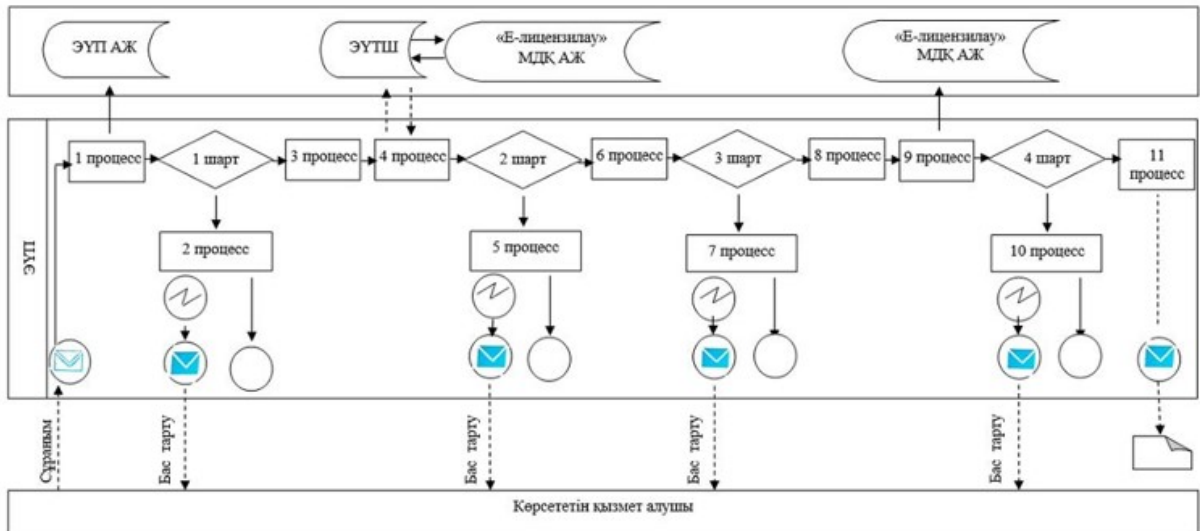 ЭҮП АЖ
ЭҮТШ
«Е-лицензилау»
МДҚ АЖ
«Е-лицензилау»
МДҚ АЖ
ЭҮП
1 процесс
1 шарт
3 процесс
4 процесс
2 шарт
6 процесс
3 шарт
8 процесс
9 процесс
4 шарт
11
процесс
2 процесс
5 процесс
7 процесс
10 процесс
Сұраным
Бас тарту
Бас тарту
Бас тарту
Бас тарту
Көрсететін қызмет алушы